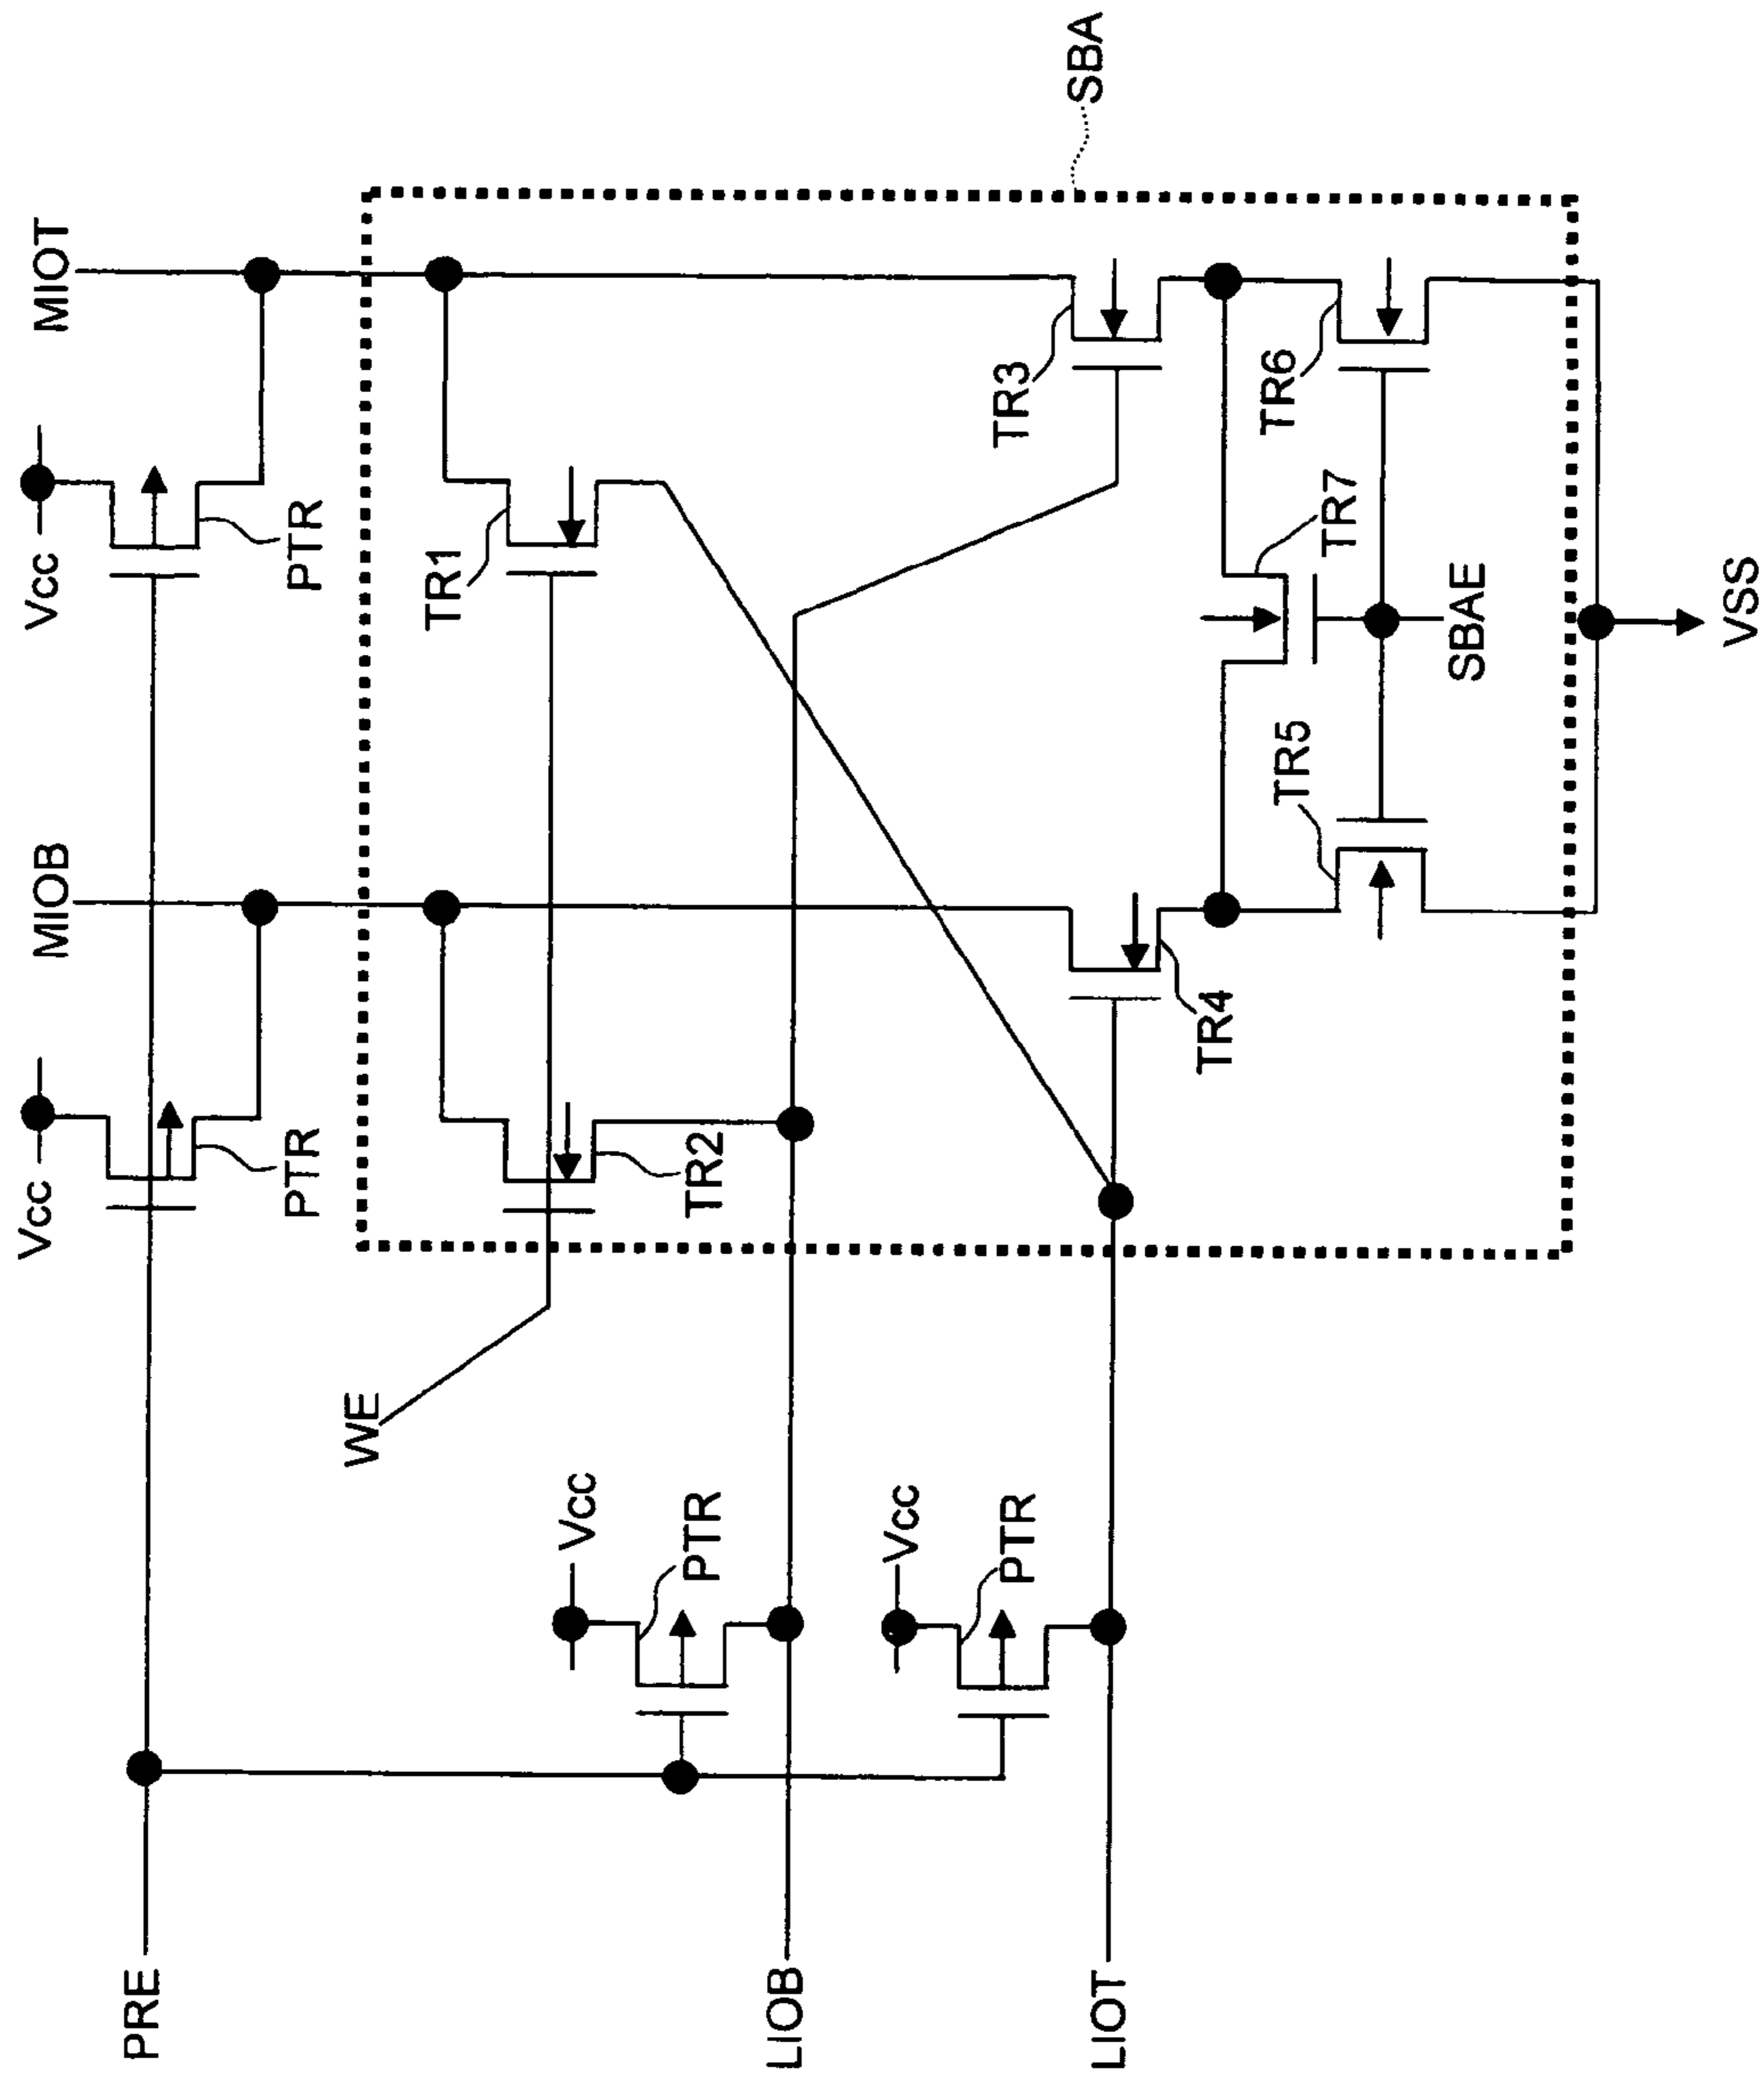 MIOT
MIOB
Vcc
Vcc
PTR
PTR
PRE
SBA
TR1
TR2
WE
Vcc
PTR
Vcc
PTR
LIOB
LIOT
TR3
TR4
TR6
TR7
TR5
SBAE
VSS